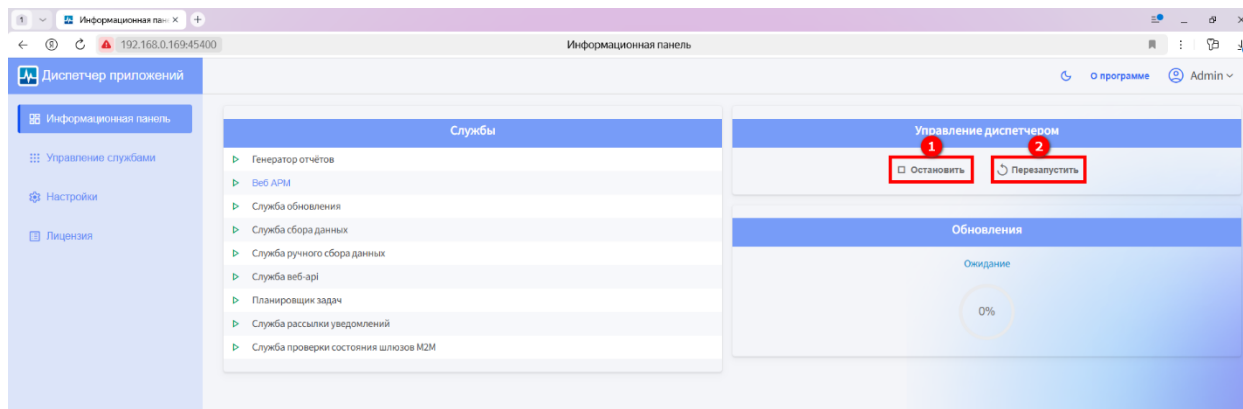 1
Информационная пан
192.168.0.169:45400
Информационная панель
Диспетчер приложений
О программе
Admin
Информационная панель
Управление службами
Настройки
Лицензия
Службы
Генератор отчётов
Веб АРМ
Служба обновления
Служба сбора данных
Служба ручного сбора данных
Служба веб-api
Планировщик задач
Служба рассылки уведомлений
Служба проверки состояния шлюзов М2М
Управление диспетчером
1
2
Остановить
Перезапустить
Обновления
Ожидание
0%